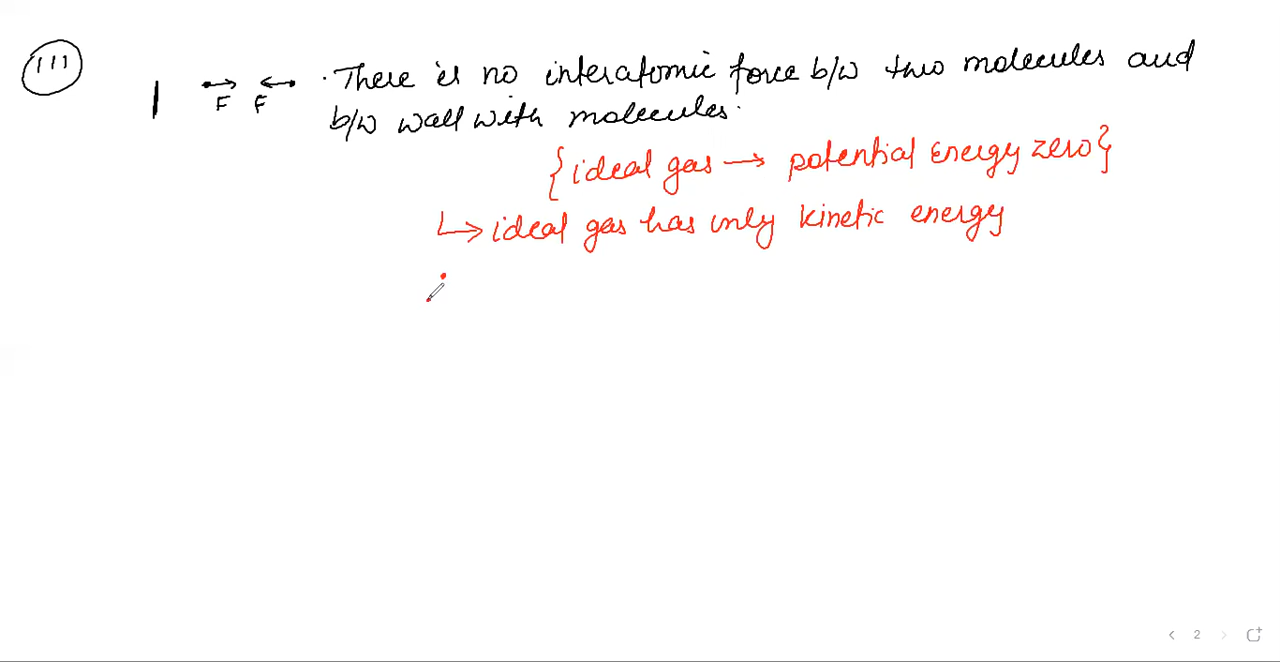 (111)
F F · There is no interatomic force b/w two molecules and
b/w wall with molecules.
{ideal gas → potential energy zero}
↳ ideal gas has only kinetic energy
< 2 >